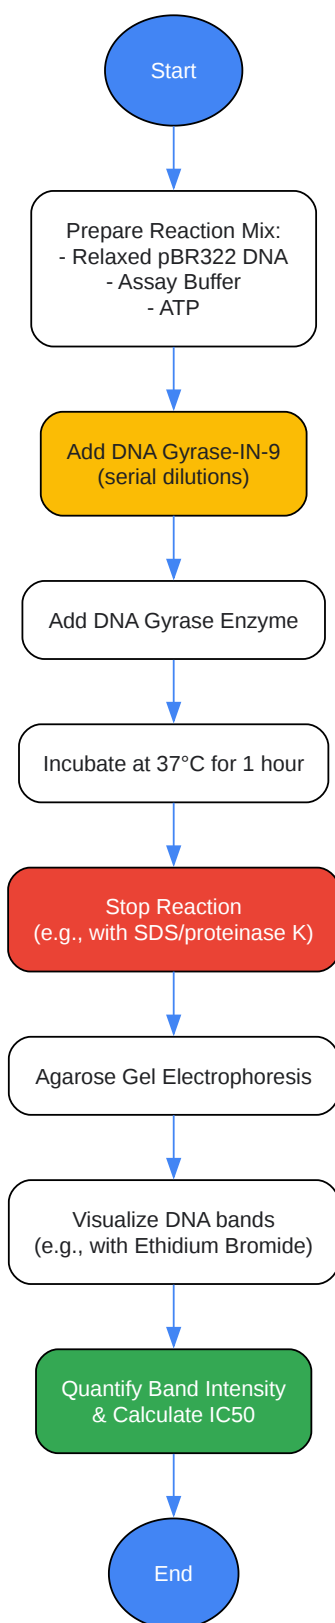 Start
Prepare Reaction Mix:
- Relaxed pBR322 DNA
- Assay Buffer
- ATP
Add DNA Gyrase-IN-9
(serial dilutions)
Add DNA Gyrase Enzyme
Incubate at 37°C for 1 hour
Stop Reaction
(e.g., with SDS/proteinase K)
Agarose Gel Electrophoresis
Visualize DNA bands
(e.g., with Ethidium Bromide)
Quantify Band Intensity
& Calculate IC50
End